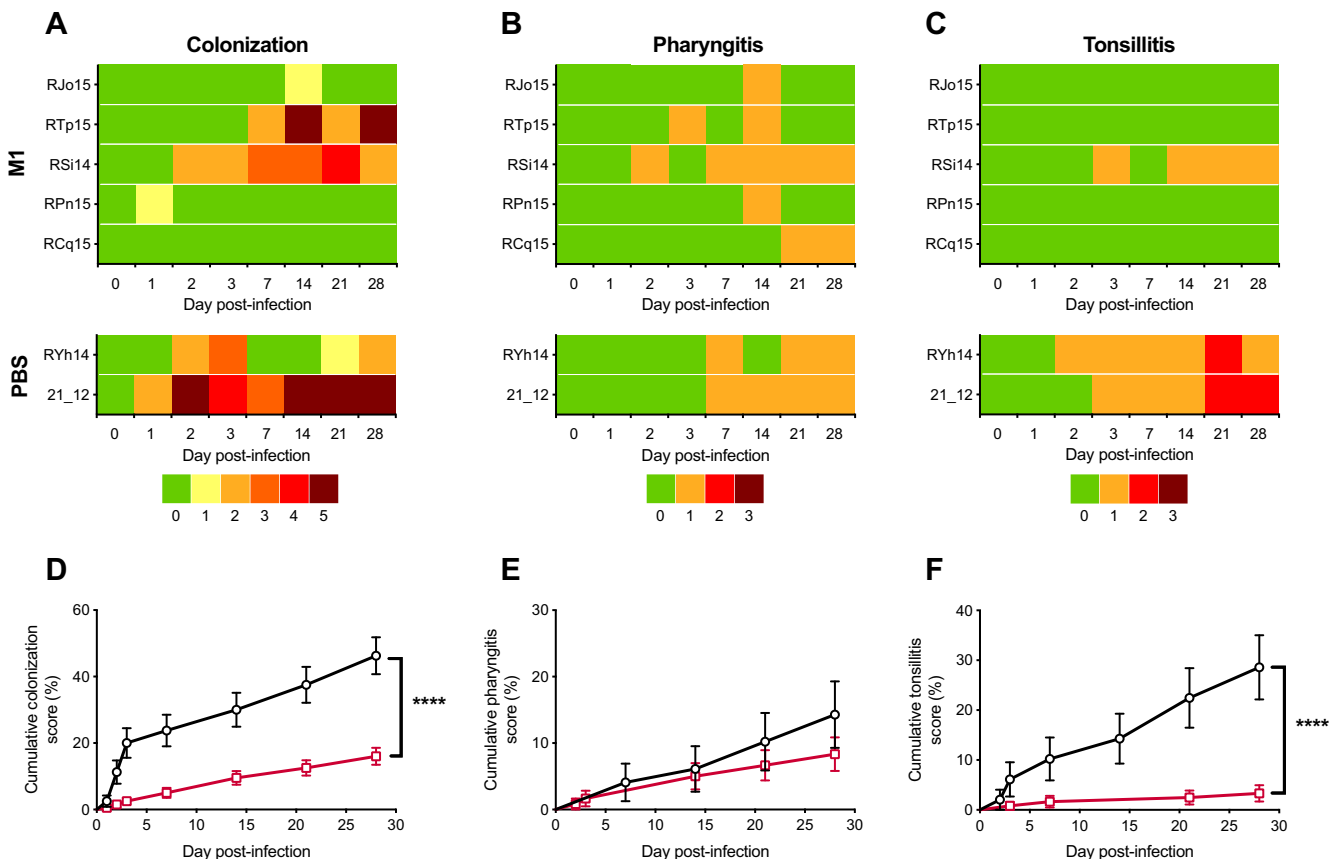 A
Colonization
M1
RJo15
RTp15
RSi14
RPn15
RCq15
0 1 2 3 7 14 21 28
Day post-infection
PBS
RYh14
21_12
0 1 2 3 7 14 21 28
Day post-infection
0 1 2 3 4 5
B
Pharyngitis
RJo15
RTp15
RSi14
RPn15
RCq15
0 1 2 3 7 14 21 28
Day post-infection
RYh14
21_12
0 1 2 3 7 14 21 28
Day post-infection
0 1 2 3
C
Tonsillitis
RJo15
RTp15
RSi14
RPn15
RCq15
0 1 2 3 7 14 21 28
Day post-infection
RYh14
21_12
0 1 2 3 7 14 21 28
Day post-infection
0 1 2 3
D
Cumulative colonization
score (%)
60
40
20
0
0 5 10 15 20 25 30
Day post-infection
****
E
Cumulative pharyngitis
score (%)
30
20
10
0
0 5 10 15 20 25 30
Day post-infection
F
Cumulative tonsillitis
score (%)
40
30
20
10
0
0 5 10 15 20 25 30
Day post-infection
****